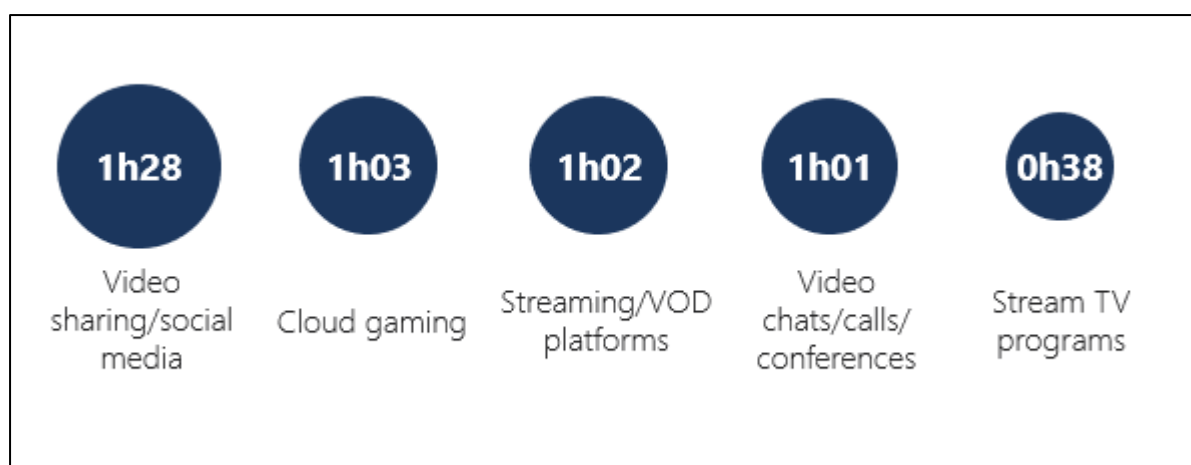 1h28
1h03
1h02
1h01
0h38
Video
sharing/social
media
Cloud gaming
Streaming/VOD
platforms
Video
chats/calls/
conferences
Stream TV
programs